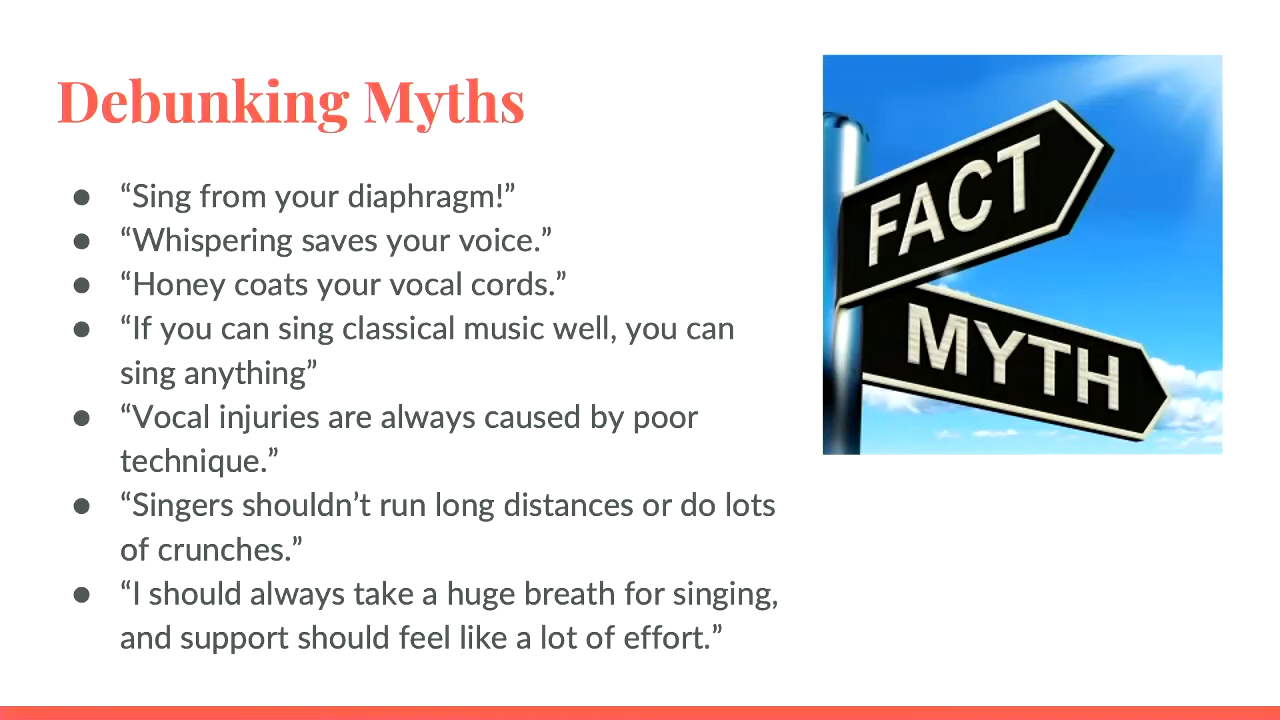 Debunking Myths
● “Sing from your diaphragm!”
● “Whispering saves your voice.”
● “Honey coats your vocal cords.”
● “If you can sing classical music well, you can
sing anything”
● “Vocal injuries are always caused by poor
technique.”
● “Singers shouldn’t run long distances or do lots
of crunches.”
● “I should always take a huge breath for singing,
and support should feel like a lot of effort.”
FACT
MYTH